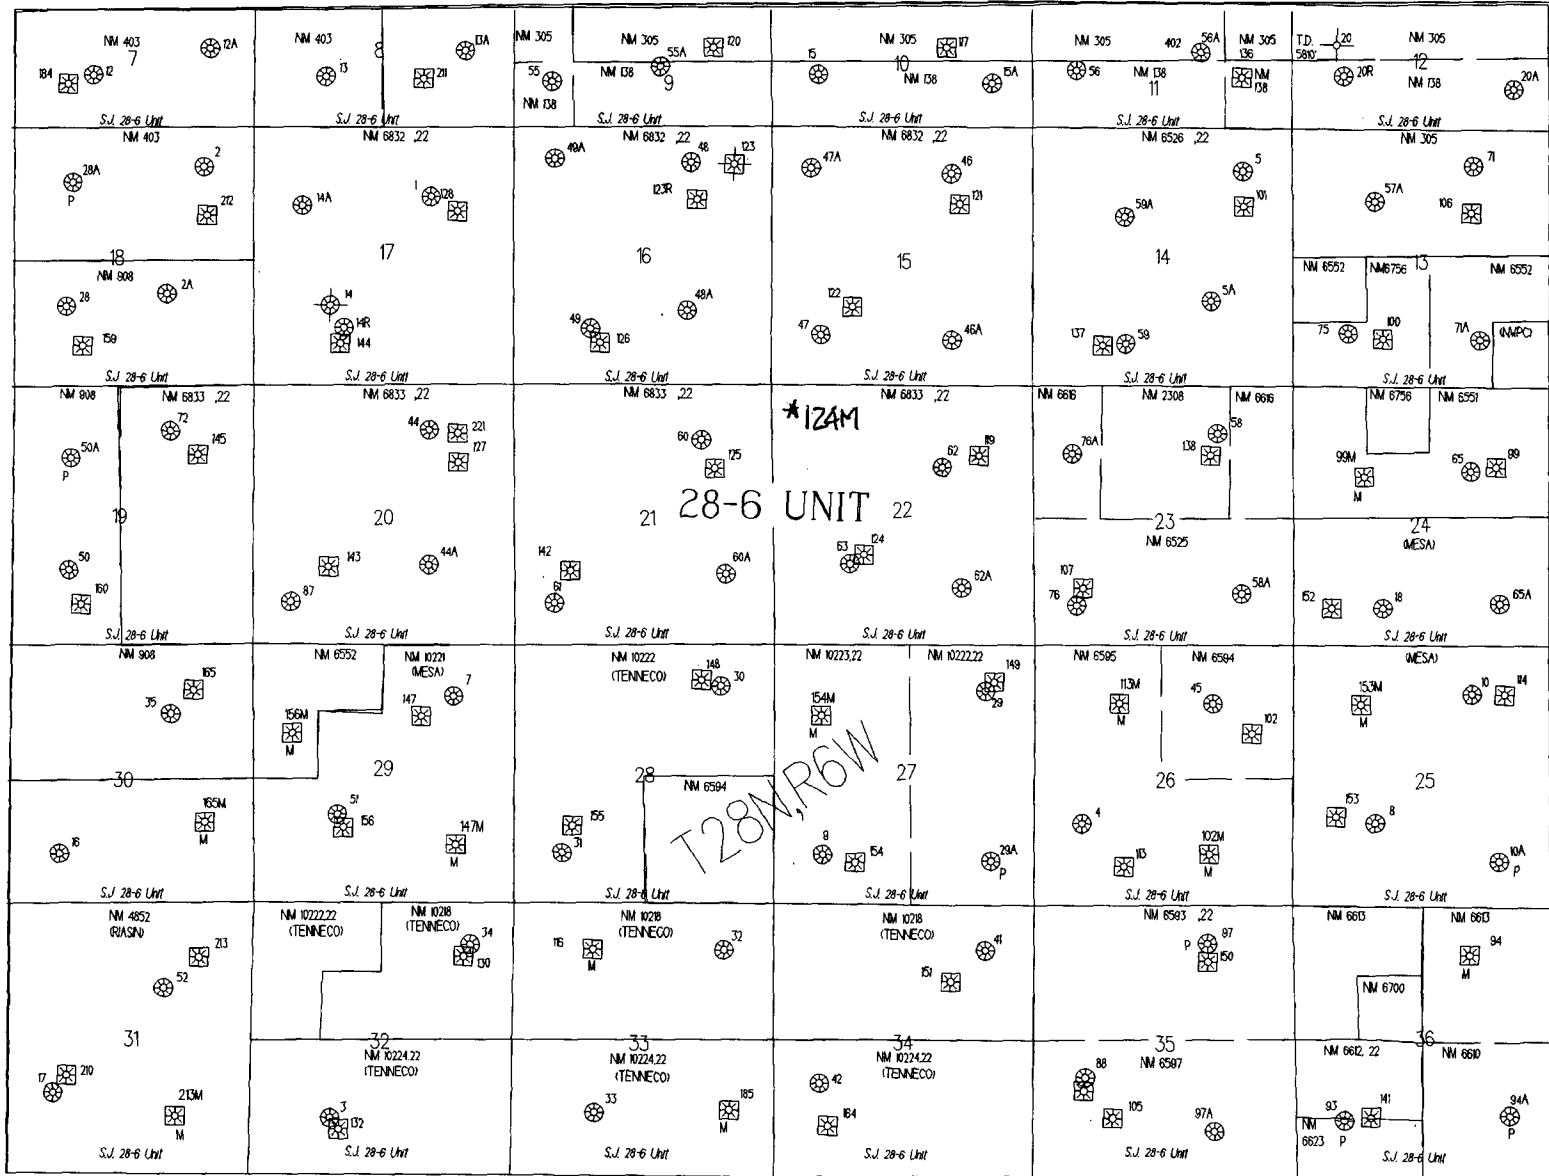 NM 403
7
12A
12
184
S.J. 28-6 Unit
NM 403
8
13A
13
211
S.J. 28-6 Unit
NM 305
NM 305
120
55A
55
NM 138
9
NM 138
S.J. 28-6 Unit
NM 305
117
15
10
NM 138
15A
S.J. 28-6 Unit
NM 305
402
56A
NM 305
136
56
NM 138
11
NM
138
S.J. 28-6 Unit
T.D.
5810'
20
NM 305
12
20R
NM 138
20A
S.J. 28-6 Unit
NM 403
2
28A
P
212
18
NM 908
2A
28
159
S.J. 28-6 Unit
NM 6832 ,22
14A
1
128
17
14
14R
144
S.J. 28-6 Unit
NM 6832 ,22
49A
48
123
123R
16
48A
49
126
S.J. 28-6 Unit
NM 6832 ,22
47A
46
121
15
122
47
46A
S.J. 28-6 Unit
NM 6526 ,22
5
59A
101
14
5A
137
59
S.J. 28-6 Unit
NM 305
71
57A
106
13
NM 6552
NM6756
NM 6552
75
100
71A
(NWPC)
S.J. 28-6 Unit
NM 908
NM 6833 ,22
72
145
50A
P
19
50
160
S.J. 28-6 Unit
NM 6833 ,22
44
221
127
20
143
44A
87
S.J. 28-6 Unit
NM 6833 ,22
60
125
21
142
60A
61
S.J. 28-6 Unit
28-6 UNIT
NM 6833 ,22
*124M
62
119
22
63
124
62A
S.J. 28-6 Unit
NM 6616
NM 2308
NM 6616
76A
58
138
23
NM 6525
107
76
58A
S.J. 28-6 Unit
NM 6756
NM 6551
99M
M
65
99
24
(MESA)
152
18
65A
S.J. 28-6 Unit
NM 908
165
35
30
165M
M
16
S.J. 28-6 Unit
NM 6552
NM 10221
(MESA)
7
147
156M
M
29
51
156
147M
M
S.J. 28-6 Unit
NM 10222
(TENNECO)
148
30
28
NM 6594
155
31
S.J. 28-6 Unit
T28N,R6W
NM 10223,22
NM 10222,22
149
29
154M
M
27
9
154
29A
P
S.J. 28-6 Unit
NM 6595
NM 6594
113M
M
45
102
26
4
113
102M
M
S.J. 28-6 Unit
(MESA)
10
114
153M
M
25
153
8
10A
P
S.J. 28-6 Unit
NM 4852
(RIASIN)
213
52
31
210
17
213M
M
S.J. 28-6 Unit
NM 10222,22
(TENNECO)
NM 10218
(TENNECO)
34
130
32
NM 10224,22
(TENNECO)
3
132
S.J. 28-6 Unit
NM 10218
(TENNECO)
116
M
32
33
NM 10224,22
(TENNECO)
33
185
M
S.J. 28-6 Unit
NM 10218
(TENNECO)
41
151
34
NM 10224,22
(TENNECO)
42
164
S.J. 28-6 Unit
NM 6593 ,22
97
P
150
35
NM 6597
88
105
97A
S.J. 28-6 Unit
NM 6613
NM 6613
94
M
NM 6700
36
NM 6612, 22
NM 6610
93
141
94A
P
NM
6623
P
S.J. 28-6 Unit